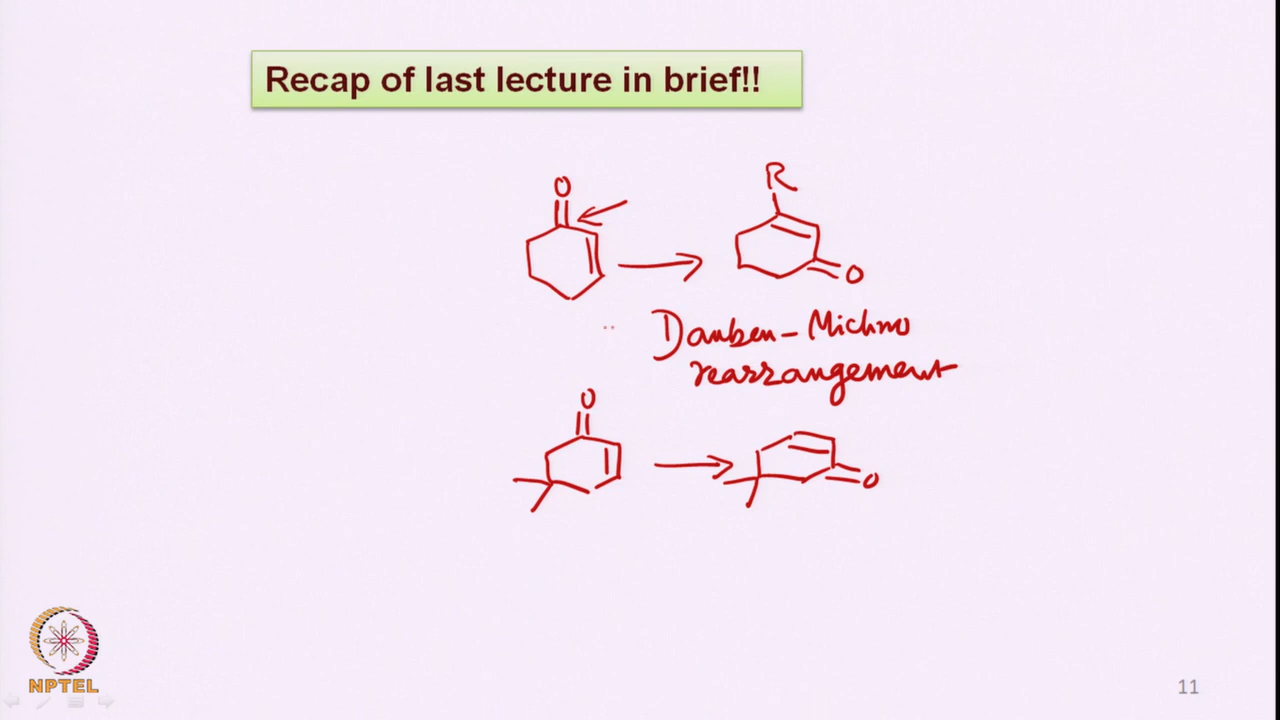 Recap of last lecture in brief!!
O
R
O
Dauben-Michno
rearrangement
O
O
NPTEL
11